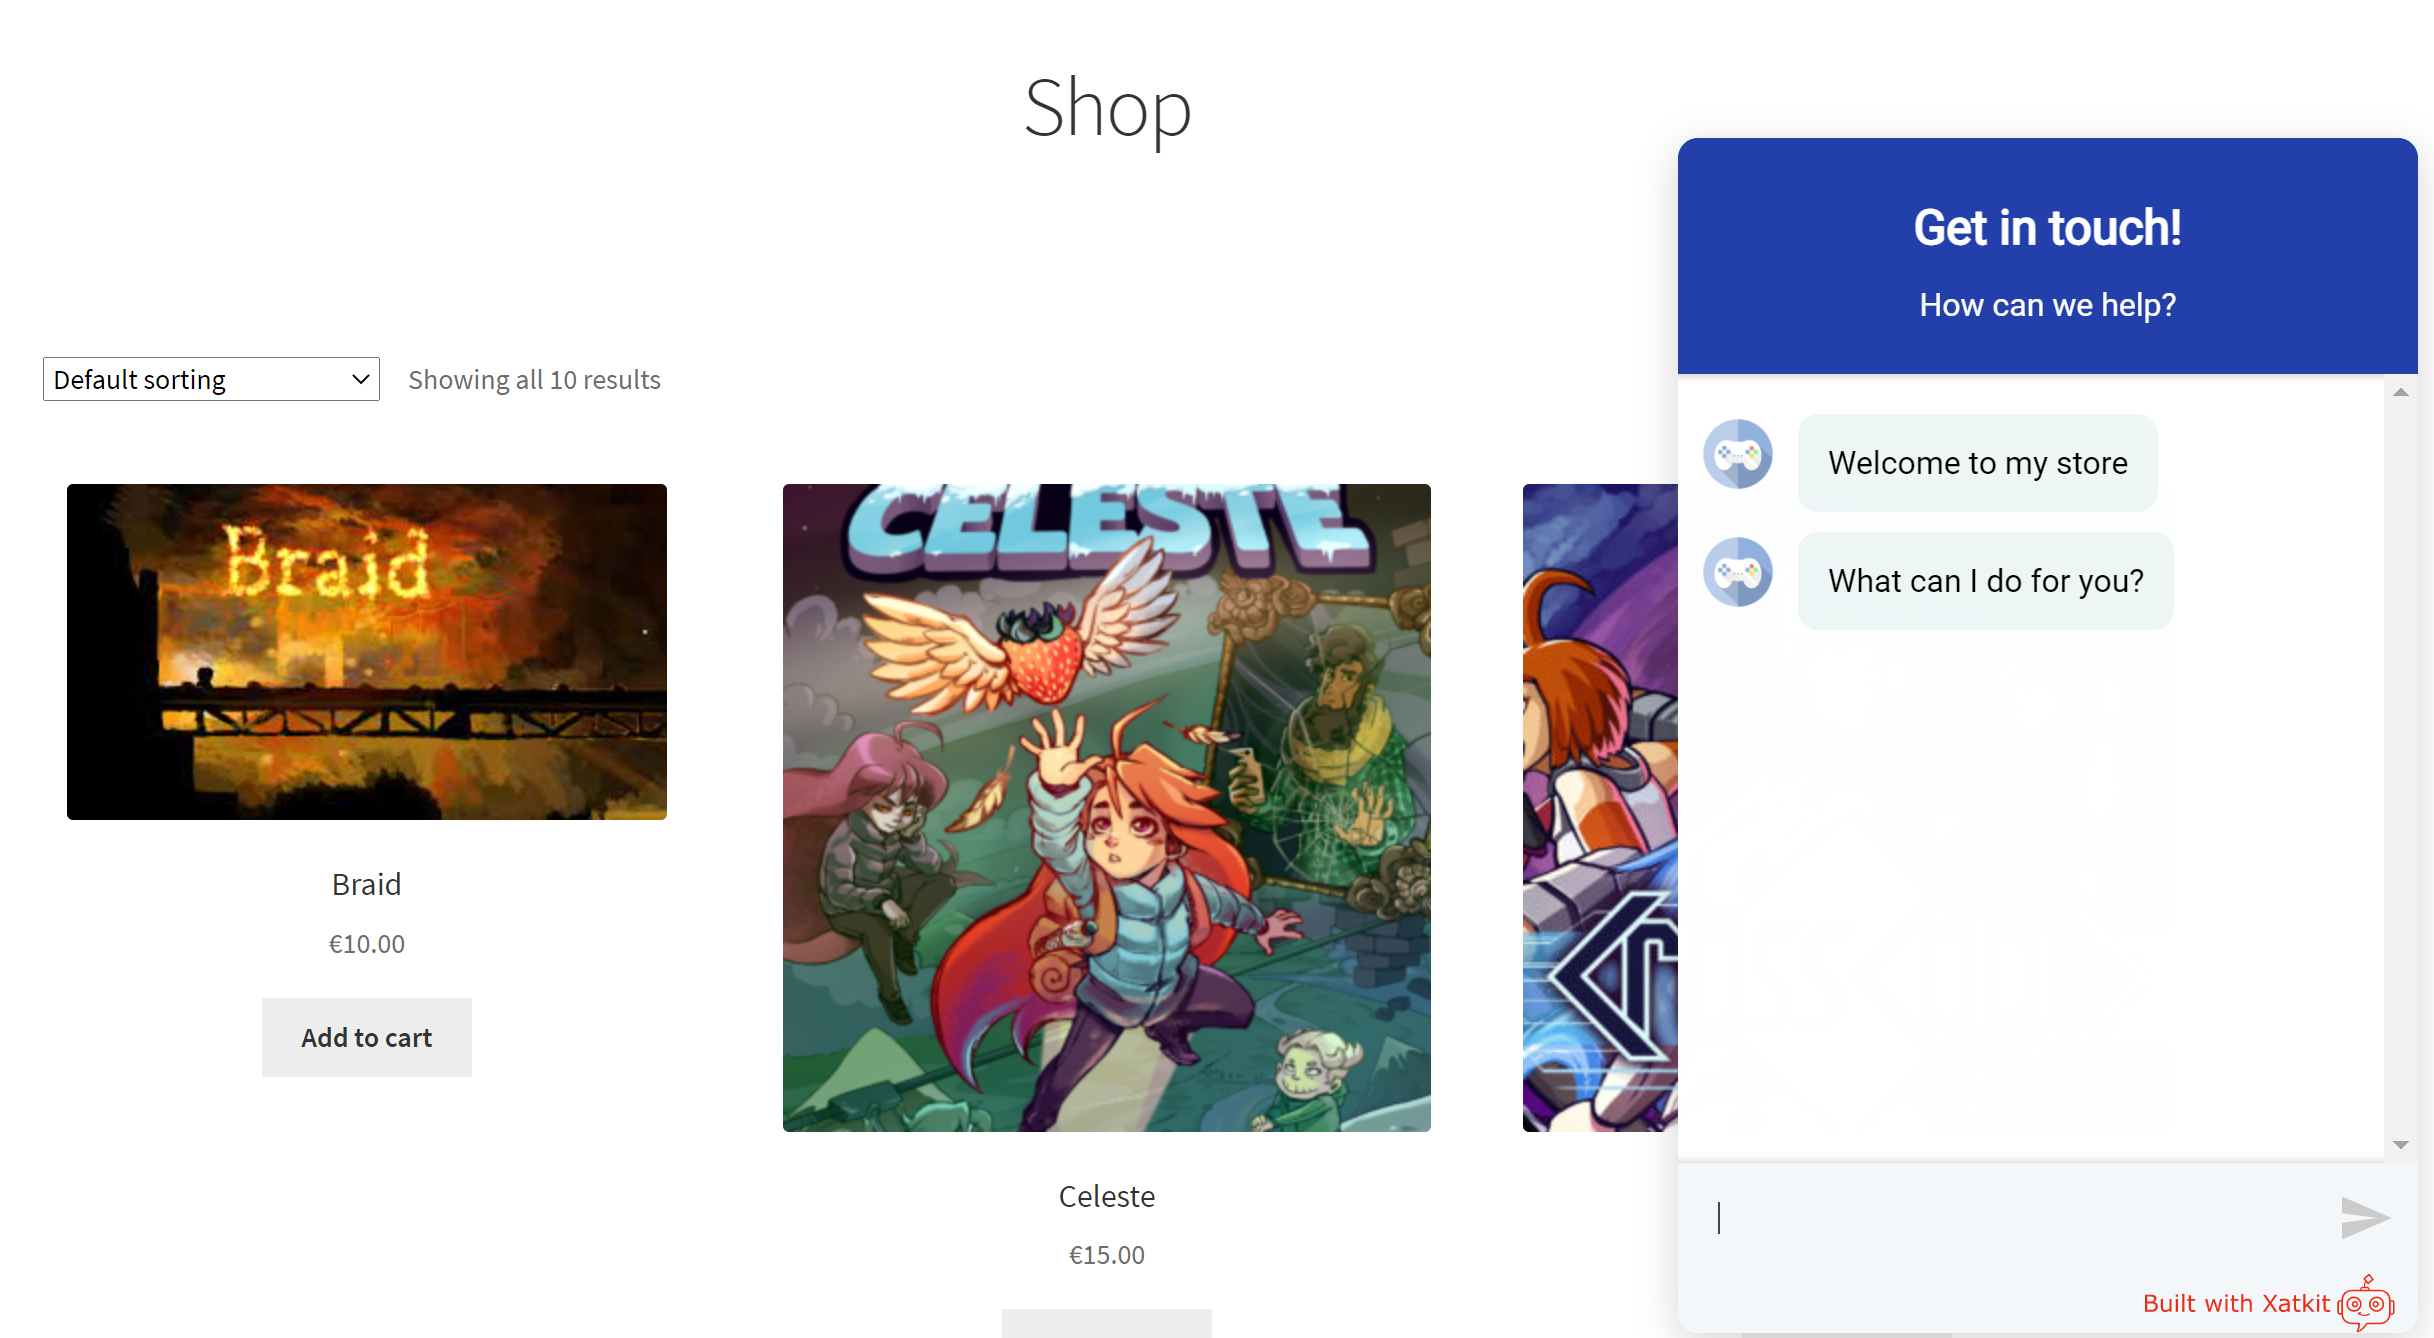 Shop
Default sorting
Showing all 10 results
Braid
Braid
€10.00
Add to cart
CELESTE
Celeste
€15.00
Get in touch!
How can we help?
Welcome to my store
What can I do for you?
Built with Xatkit